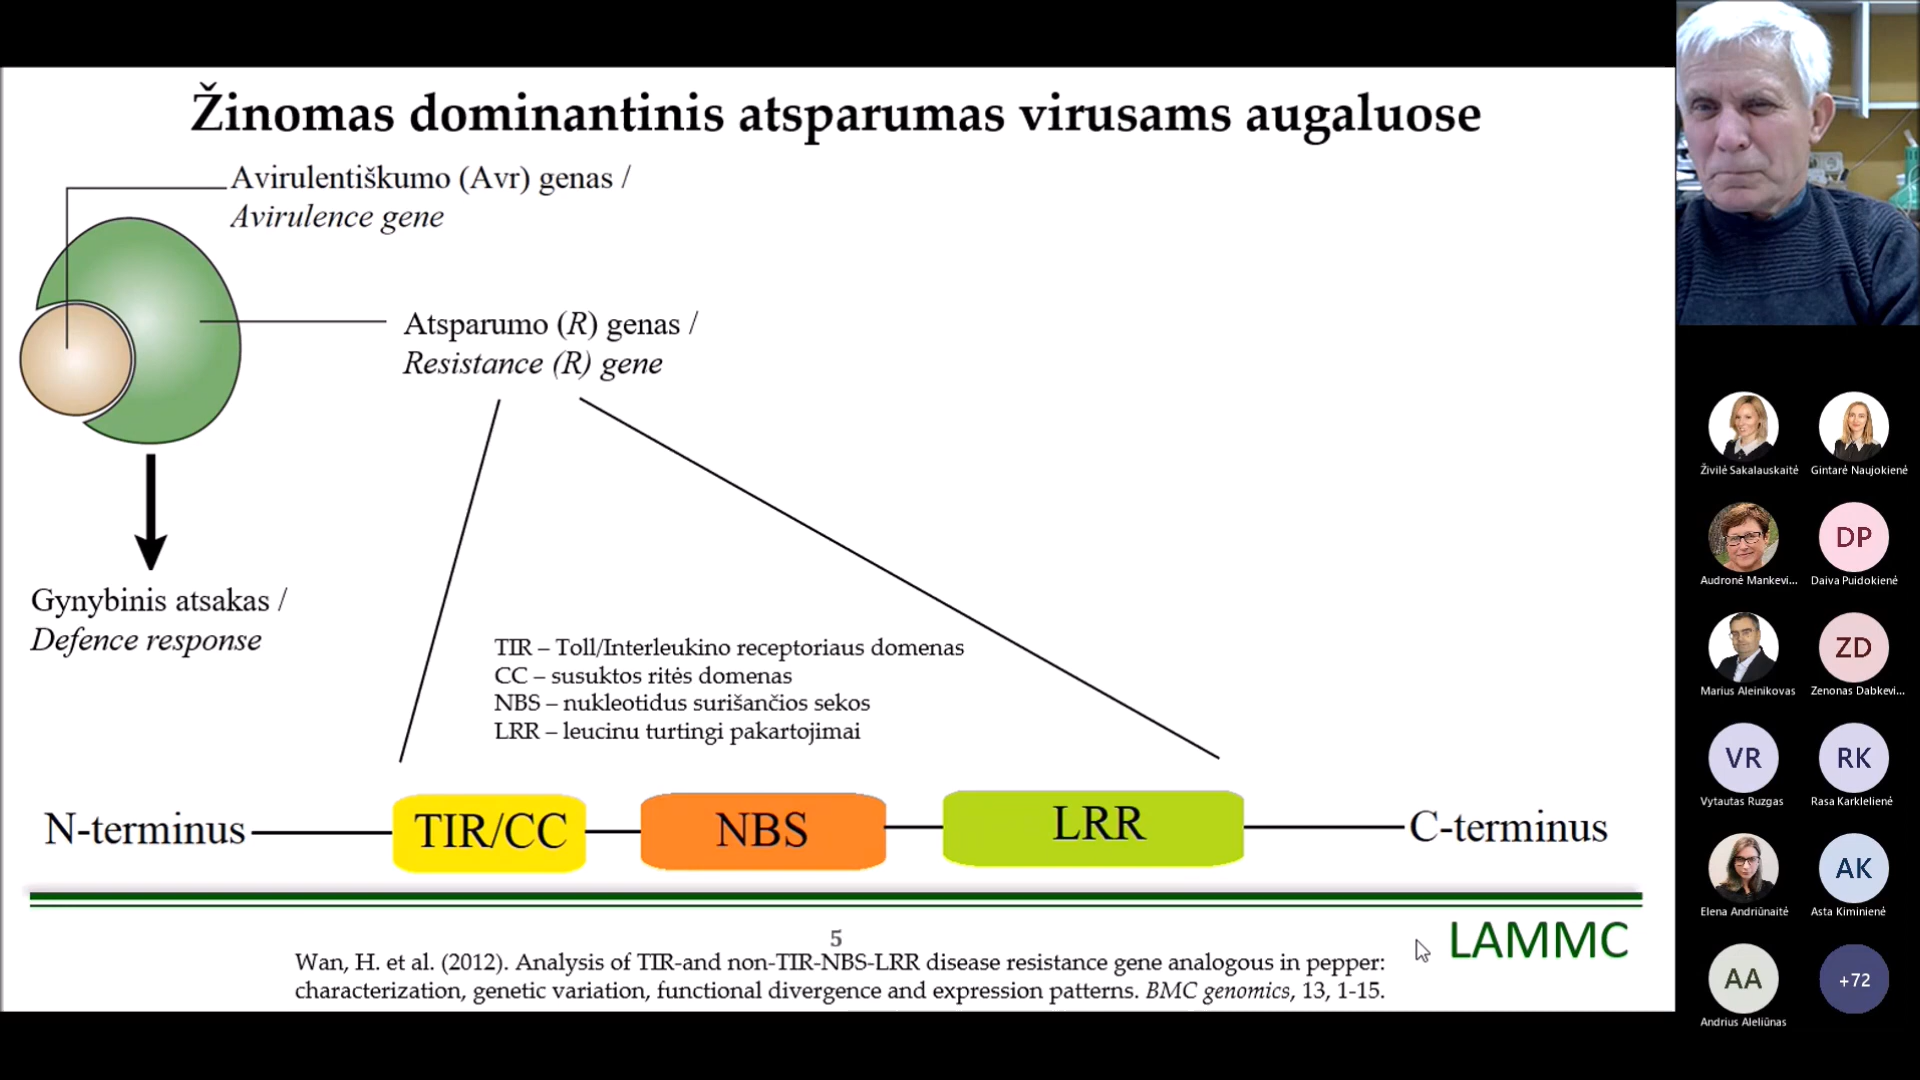 Žinomas dominantinis atsparumas virusams augaluose
Avirulentiškumo (Avr) genas /
Avirulence gene
Atsparumo (R) genas /
Resistance (R) gene
Gynybinis atsakas /
Defence response
TIR – Toll/Interleukino receptoriaus domenas
CC – susuktos ritės domenas
NBS – nukleotidus surišančios sekos
LRR – leucinu turtingi pakartojimai
N-terminus
TIR/CC
NBS
LRR
C-terminus
5
LAMMC
Wan, H. et al. (2012). Analysis of TIR-and non-TIR-NBS-LRR disease resistance gene analogous in pepper:
characterization, genetic variation, functional divergence and expression patterns. BMC genomics, 13, 1-15.
Živilė Sakalauskaitė
Gintarė Naujokienė
Audronė Mankevi...
DP
Daiva Puidokienė
Marius Aleinikovas
ZD
Zenonas Dabkevi...
VR
Vytautas Ruzgas
RK
Rasa Karklelienė
Elena Andriūnaitė
AK
Asta Kiminienė
AA
Andrius Aleliūnas
+72